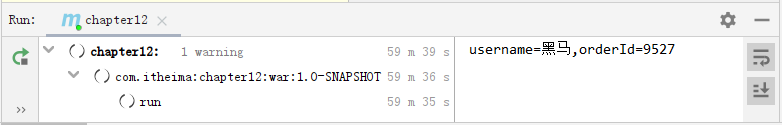 Run: chapter12
chapter12: 1 warning 59 m 39 s
com.itheima:chapter12:war:1.0-SNAPSHOT 59 m 36 s
run 59 m 35 s
username=黑马,orderId=9527